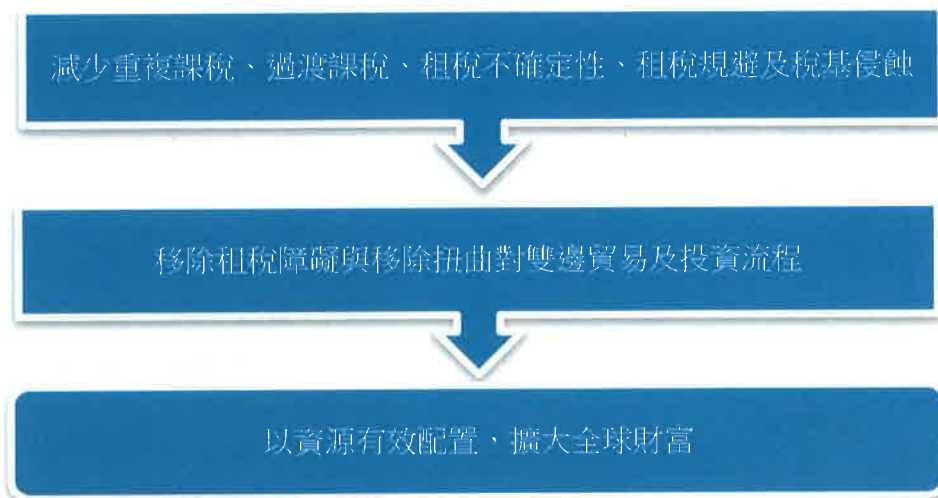 減少重複課稅、過渡課稅、租稅不確定性、租稅規避及稅基侵蝕
移除租稅障礙與移除扭曲對雙邊貿易及投資流程
以資源有效配置，擴大全球財富